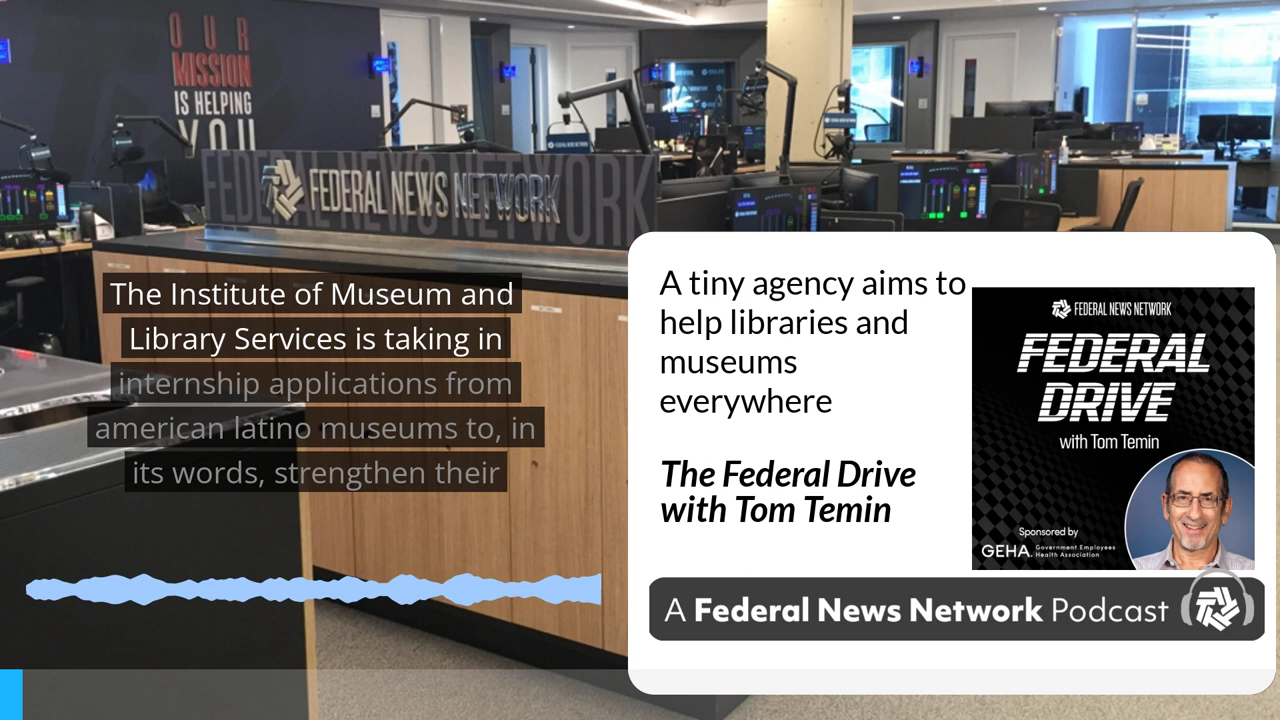 OUR
MISSION
IS HELPING
YOU
FEDERAL NEWS NETWORK
FEDERAL NEWS NETWORK
The Institute of Museum and
Library Services is taking in
internship applications from
american latino museums to, in
its words, strengthen their
A tiny agency aims to
help libraries and
museums
everywhere
The Federal Drive
with Tom Temin
FEDERAL NEWS NETWORK
FEDERAL
DRIVE
with Tom Temin
Sponsored by
GEHA. Government Employees
Health Association
A Federal News Network Podcast